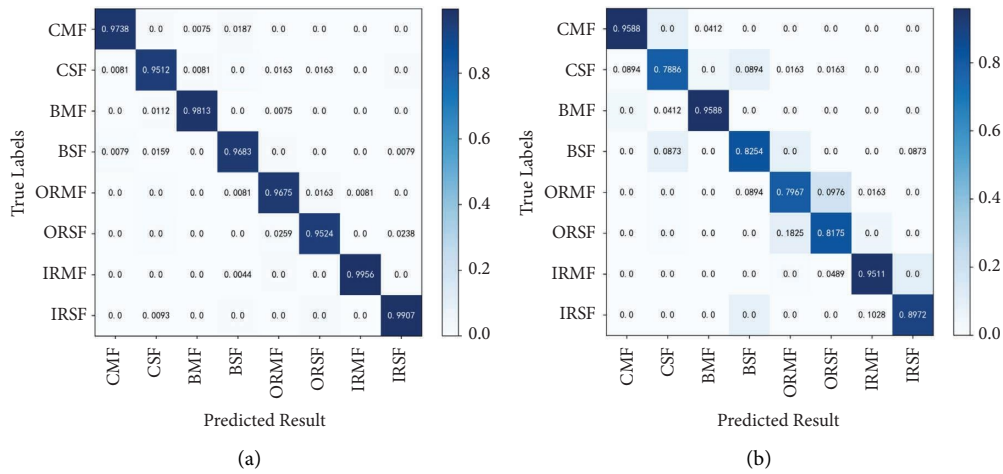 CMF 0.9738 0.0 0.0075 0.0187 0.0 0.0 0.0 0.0
CSF 0.0081 0.9512 0.0081 0.0 0.0163 0.0163 0.0 0.0
BMF 0.0 0.0112 0.9813 0.0 0.0075 0.0 0.0 0.0
BSF 0.0079 0.0159 0.0 0.9683 0.0 0.0 0.0 0.0079
ORMF 0.0 0.0 0.0 0.0081 0.9675 0.0163 0.0081 0.0
ORSF 0.0 0.0 0.0 0.0 0.0259 0.9524 0.0 0.0238
IRMF 0.0 0.0 0.0 0.0044 0.0 0.0 0.9956 0.0
IRSF 0.0 0.0093 0.0 0.0 0.0 0.0 0.0 0.9907
True Labels
CMF CSF BMF BSF ORMF ORSF IRMF IRSF
Predicted Result
0.8
0.6
0.4
0.2
0.0
(a)
CMF 0.9588 0.0 0.0412 0.0 0.0 0.0 0.0 0.0
CSF 0.0894 0.7886 0.0 0.0894 0.0163 0.0163 0.0 0.0
BMF 0.0 0.0412 0.9588 0.0 0.0 0.0 0.0 0.0
BSF 0.0 0.0873 0.0 0.8254 0.0 0.0 0.0 0.0873
ORMF 0.0 0.0 0.0 0.0894 0.7967 0.0976 0.0163 0.0
ORSF 0.0 0.0 0.0 0.0 0.1825 0.8175 0.0 0.0
IRMF 0.0 0.0 0.0 0.0 0.0 0.0489 0.9511 0.0
IRSF 0.0 0.0 0.0 0.0 0.0 0.0 0.1028 0.8972
True Labels
CMF CSF BMF BSF ORMF ORSF IRMF IRSF
Predicted Result
0.8
0.6
0.4
0.2
0.0
(b)